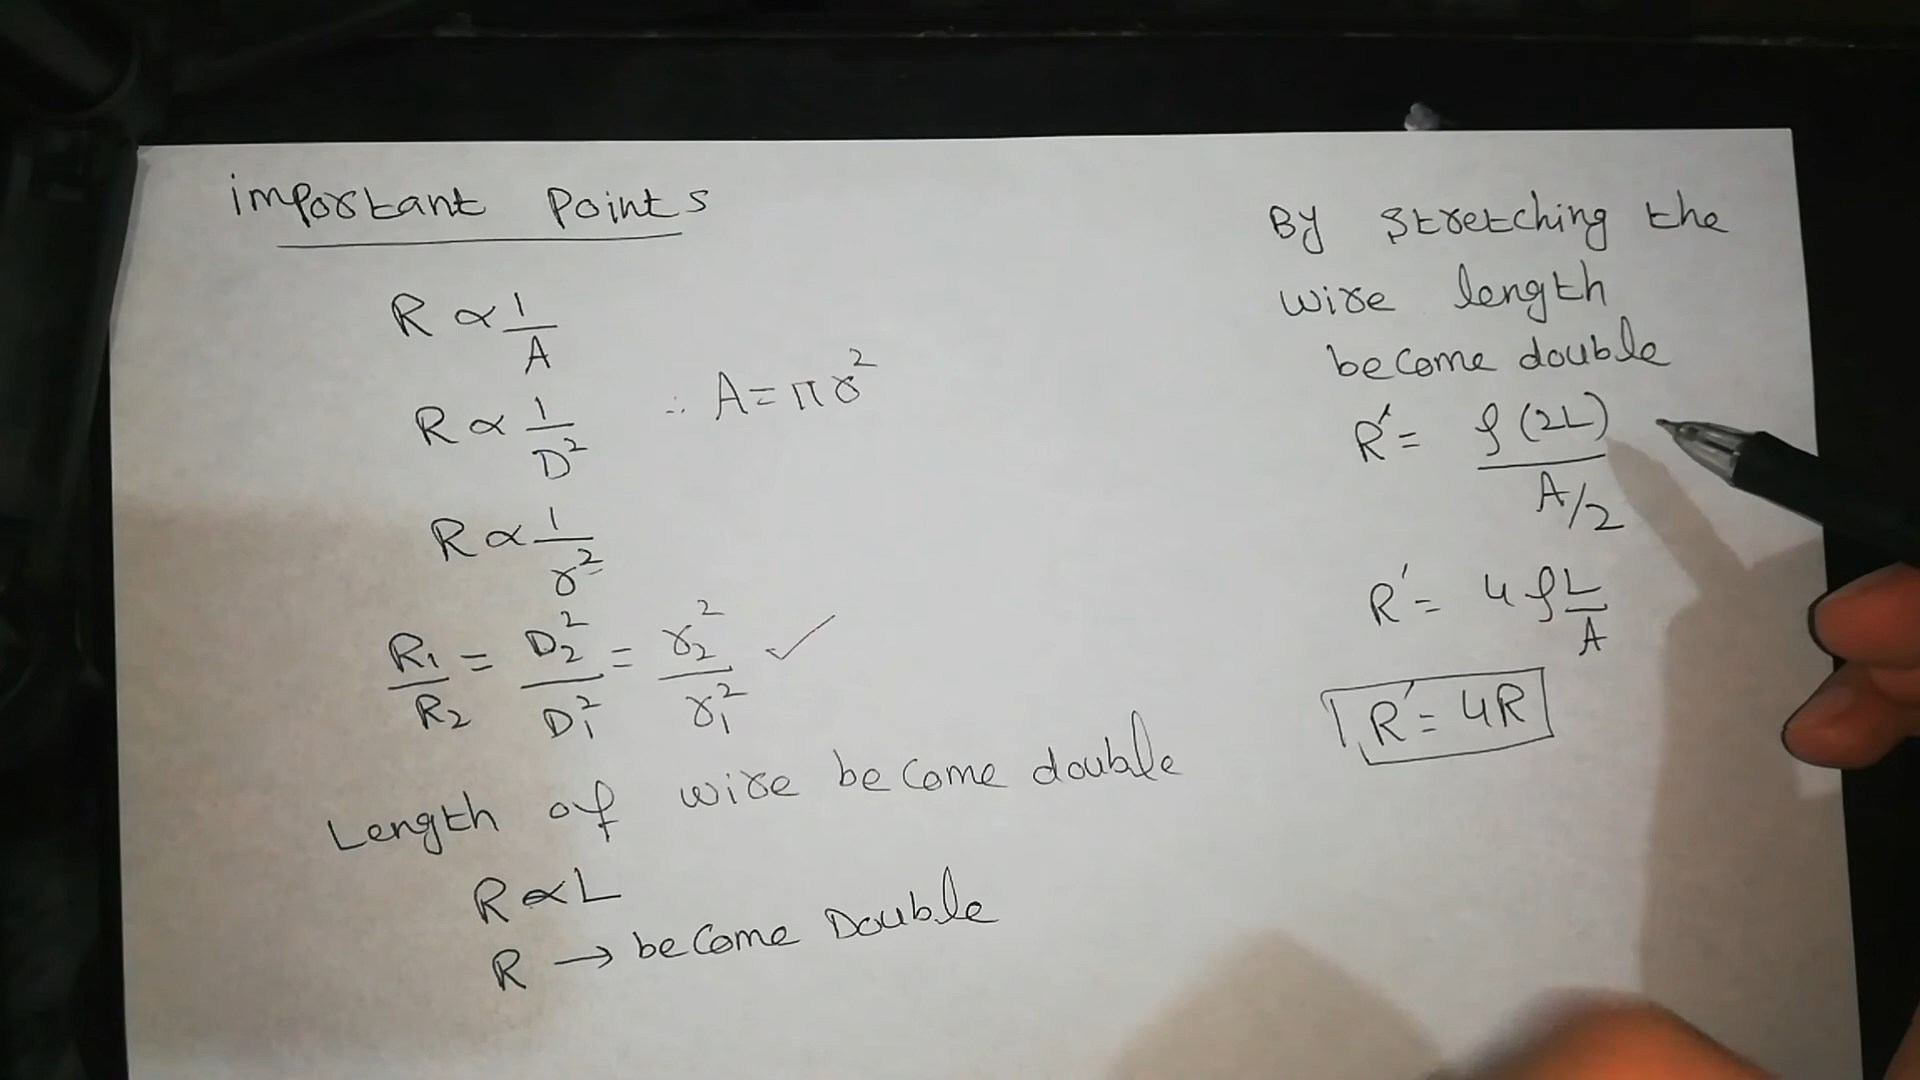 important Points
R ∝ 1/A
R ∝ 1/D²
∴ A = πr²
R ∝ 1/r²
R₁/R₂ = D₂²/D₁² = r₂²/r₁² ✓
Length of wire become double
R ∝ L
R → become Double
By stretching the
wire length
become double
R' = ρ(2L)/A/2
R' = 4ρL/A
R' = 4R